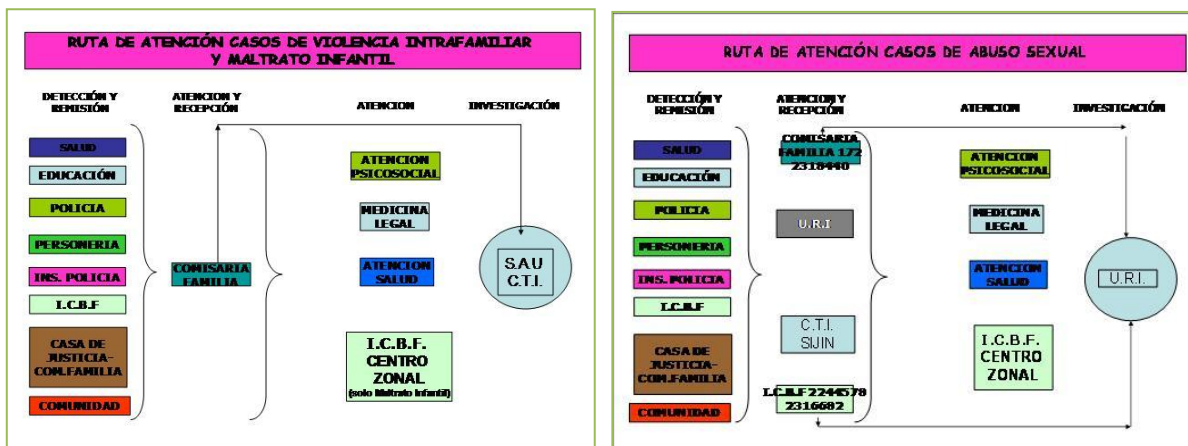 RUTA DE ATENCIÓN CASOS DE VIOLENCIA INTRAFAMILIAR
Y MALTRATO INFANTIL
DETECCIÓN Y
REMISIÓN
ATENCION Y
RECEPCIÓN
ATENCION
INVESTIGACIÓN
SALUD
EDUCACIÓN
POLICIA
PERSONERIA
INS. POLICIA
I.C.B.F
CASA DE
JUSTICIA-
COM.FAMILIA
COMUNIDAD
COMISARIA
FAMILIA
ATENCION
PSICOSOCIAL
MEDICINA
LEGAL
ATENCION
SALUD
I.C.B.F.
CENTRO
ZONAL
(solo Maltrato Infantil)
S.A.U
C.T.I.
RUTA DE ATENCIÓN CASOS DE ABUSO SEXUAL
DETECCIÓN Y
REMISIÓN
ATENCION Y
RECEPCIÓN
ATENCION
INVESTIGACIÓN
SALUD
EDUCACIÓN
POLICIA
PERSONERIA
INS. POLICIA
I.C.B.F
CASA DE
JUSTICIA-
COM.FAMILIA
COMUNIDAD
COMISARIA
FAMILIA 172
2318440
U.R.I
C.T.I.
SIJIN
I.C.B.F 2244578
2316682
ATENCION
PSICOSOCIAL
MEDICINA
LEGAL
ATENCION
SALUD
I.C.B.F.
CENTRO
ZONAL
U.R.I.